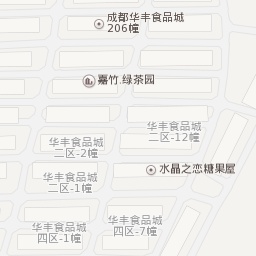 成都华丰食品城
206幢
嘉竹.绿茶园
华丰食品城
二区-12幢
华丰食品城
二区-2幢
水晶之恋糖果屋
华丰食品城
二区-1幢
华丰食品城
四区-7幢
华丰食品城
四区-1幢